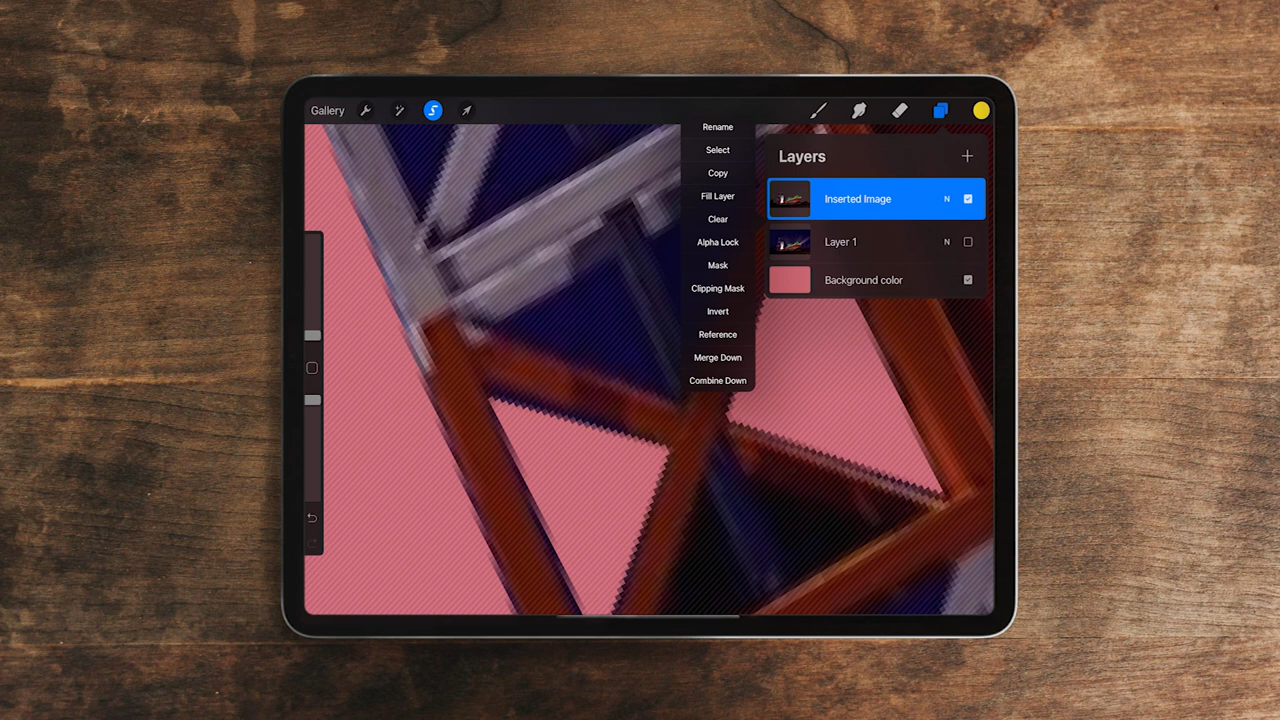 Gallery
Rename
Select
Copy
Fill Layer
Clear
Alpha Lock
Mask
Clipping Mask
Invert
Reference
Merge Down
Combine Down
Layers
Inserted Image N
Layer 1 N
Background color